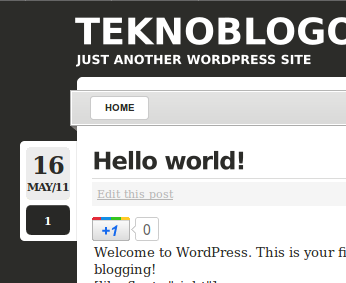 TEKNOBLOGO
JUST ANOTHER WORDPRESS SITE
HOME
16
MAY/11
1
Hello world!
Edit this post
+1
0
Welcome to WordPress. This is your fi
blogging!